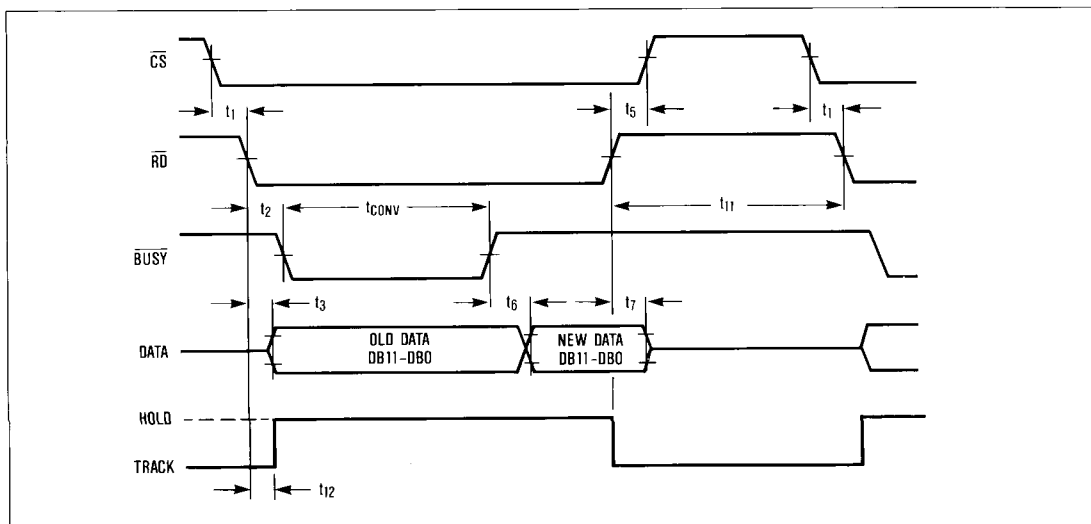 CS
t1
t5
t1
RD
t2
tCONV
t11
BUSY
t3
t6
t7
DATA
OLD DATA
DB11-DB0
NEW DATA
DB11-DB0
HOLD
TRACK
t12